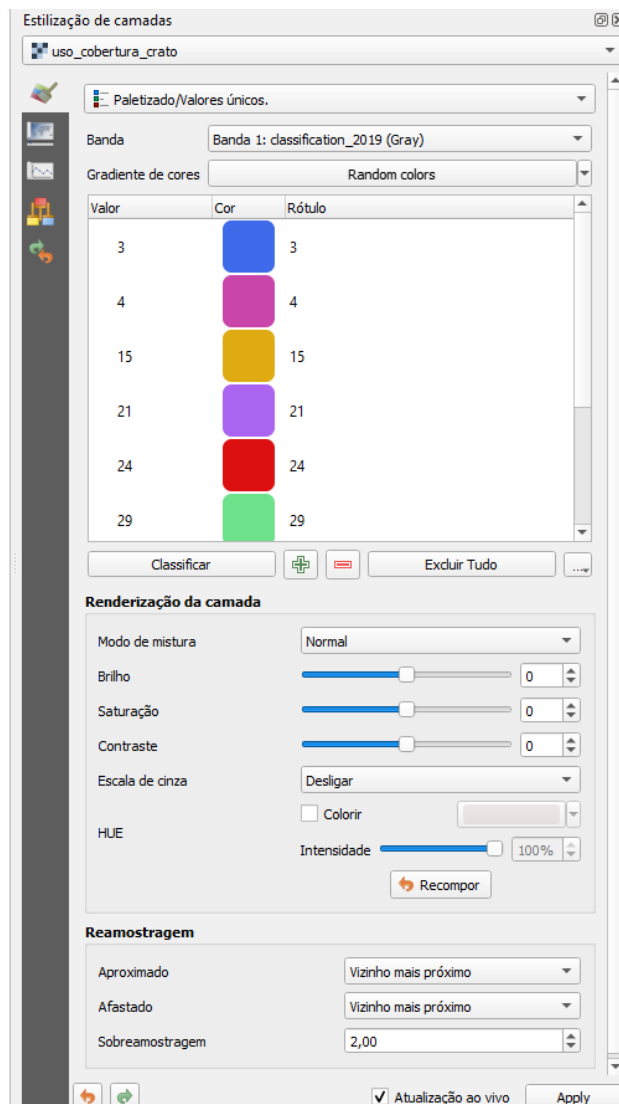 Estilização de camadas
uso_cobertura_crato
Paletizado/Valores únicos.
Banda Banda 1: classification_2019 (Gray)
Gradiente de cores Random colors
Valor Cor Rótulo
3 3
4 4
15 15
21 21
24 24
29 29
Classificar Excluir Tudo ...
Renderização da camada
Modo de mistura Normal
Brilho 0
Saturação 0
Contraste 0
Escala de cinza Desligar
Colorir
HUE
Intensidade 100%
Recompor
Reamostragem
Aproximado Vizinho mais próximo
Afastado Vizinho mais próximo
Sobreamostragem 2,00
Atualização ao vivo Apply